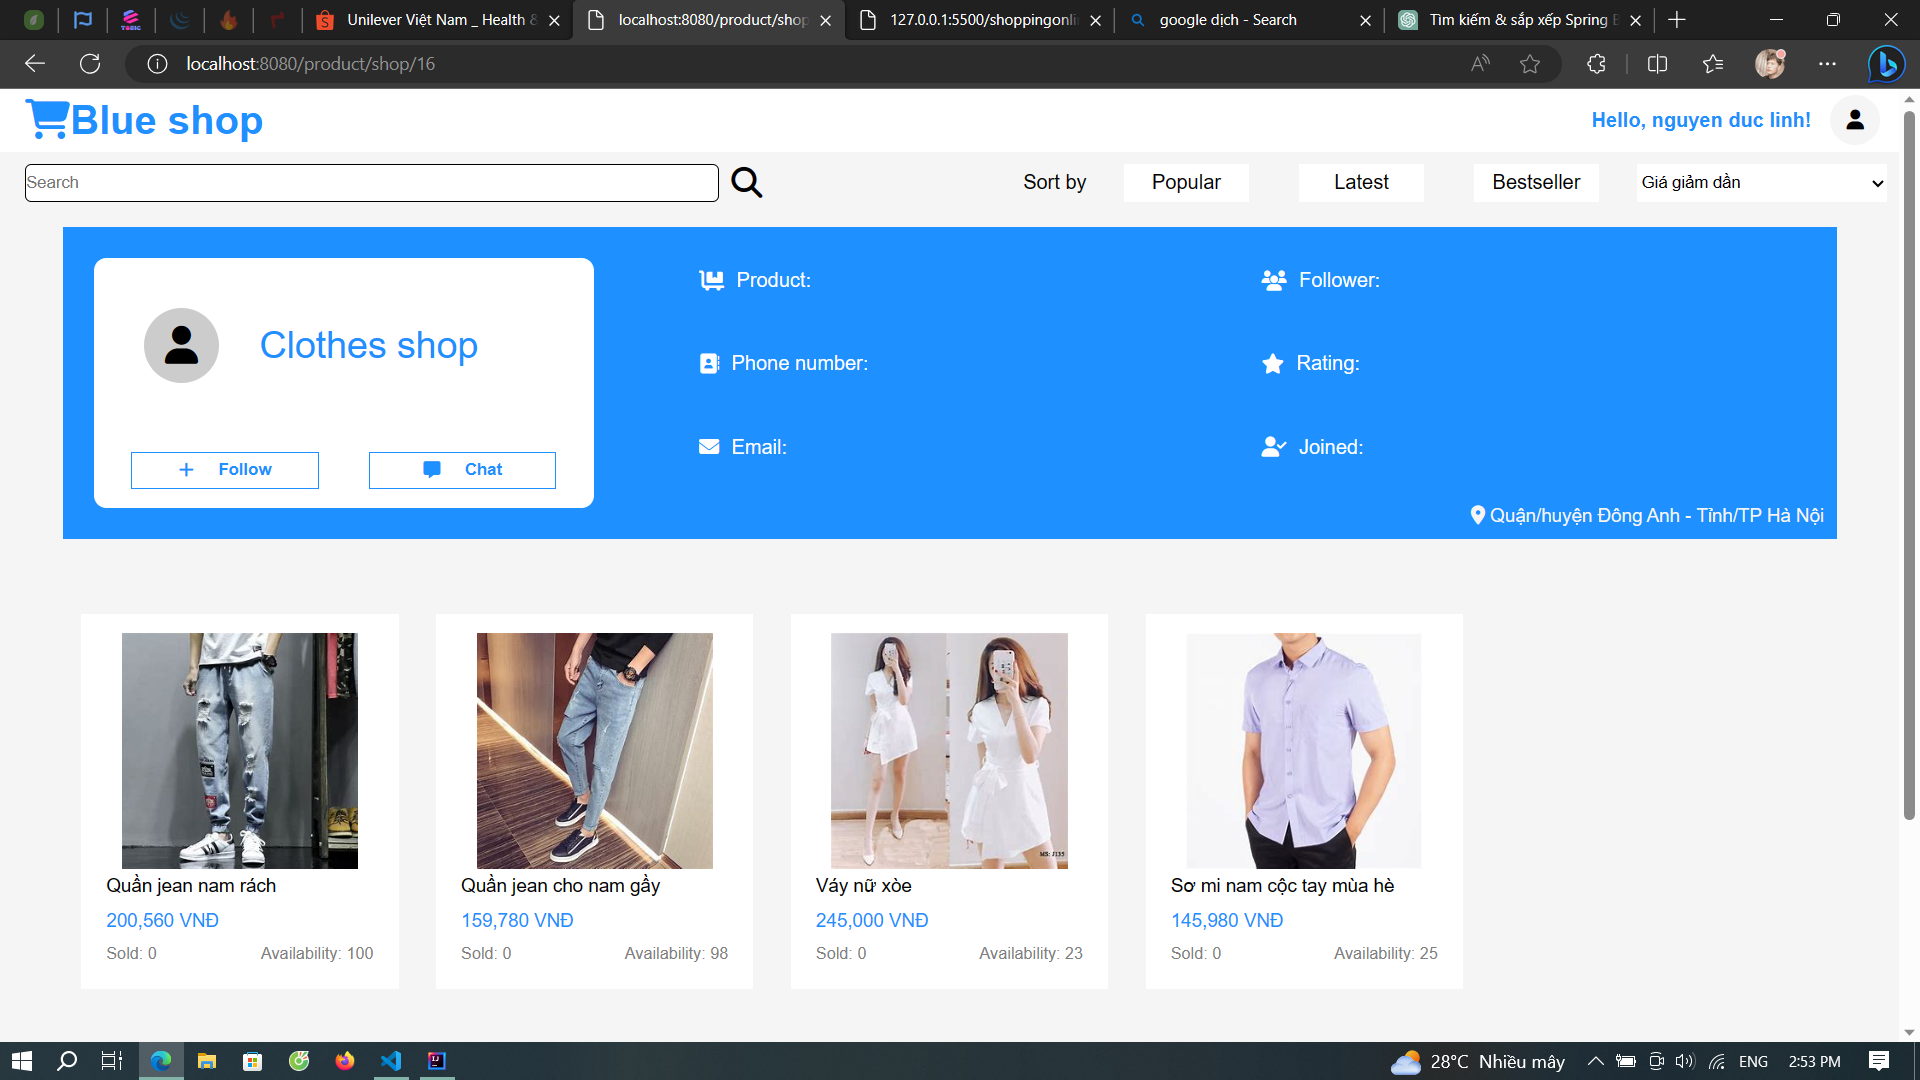 Unilever Việt Nam _ Health &
localhost:8080/product/shop
127.0.0.1:5500/shoppingonli
google dịch - Search
Tìm kiếm & sắp xếp Spring B
localhost:8080/product/shop/16
Blue shop
Hello, nguyen duc linh!
Search
Sort by
Popular
Latest
Bestseller
Giá giảm dần
Clothes shop
Follow
Chat
Product:
Follower:
Phone number:
Rating:
Email:
Joined:
Quận/huyện Đông Anh - Tỉnh/TP Hà Nội
Quần jean nam rách
200,560 VNĐ
Sold: 0
Availability: 100
Quần jean cho nam gầy
159,780 VNĐ
Sold: 0
Availability: 98
MS: J135
Váy nữ xòe
245,000 VNĐ
Sold: 0
Availability: 23
Sơ mi nam cộc tay mùa hè
145,980 VNĐ
Sold: 0
Availability: 25
28°C Nhiều mây
ENG
2:53 PM